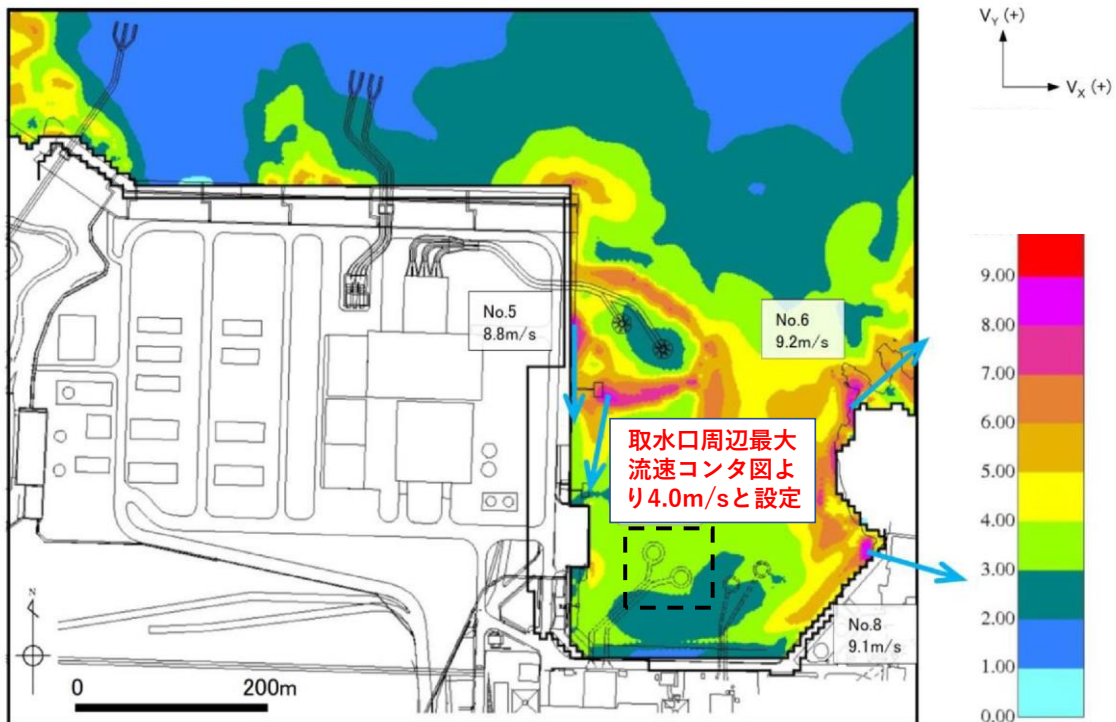 V_Y (+)
V_X (+)
No.5
8.8m/s
No.6
9.2m/s
取水口周辺最大
流速コンタ図よ
り4.0m/sと設定
No.8
9.1m/s
9.00
8.00
7.00
6.00
5.00
4.00
3.00
2.00
1.00
0.00
N
0
200m